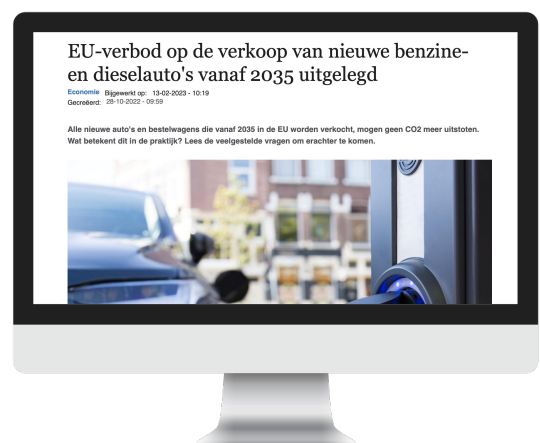 EU-verbod op de verkoop van nieuwe benzine-
en dieselauto's vanaf 2035 uitgelegd
Economie Bijgewerkt op: 13-02-2023 - 10:19
Gecreëerd: 28-10-2022 - 09:59
Alle nieuwe auto's en bestelwagens die vanaf 2035 in de EU worden verkocht, mogen geen CO2 meer uitstoten.
Wat betekent dit in de praktijk? Lees de veelgestelde vragen om erachter te komen.